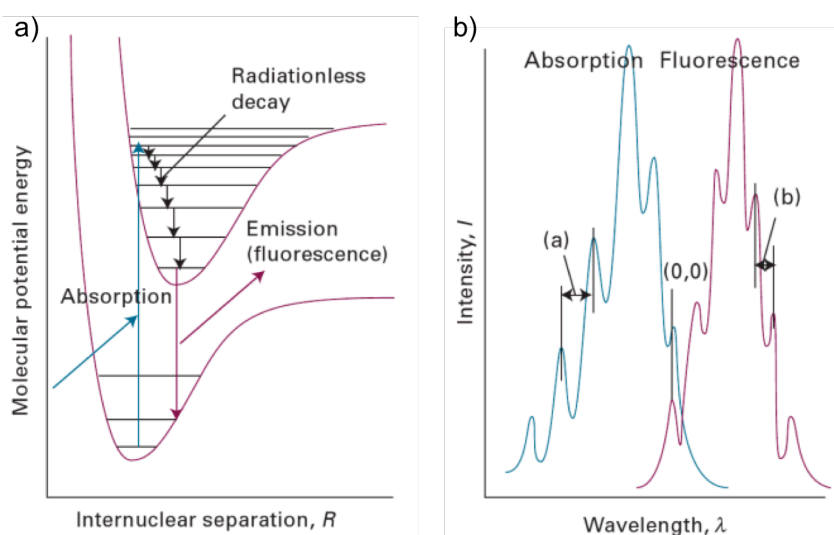 a)
Radiationless
decay
Emission
(fluorescence)
Absorption
Molecular potential energy
Internuclear separation, R
b)
Absorption Fluorescence
(b)
(a)
(0,0)
Intensity, I
Wavelength, λ